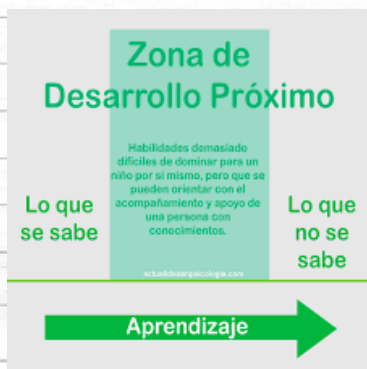 Zona de
Desarrollo Próximo
Habilidades demasiado
difíciles de dominar para un
niño por si mismo, pero que se
pueden orientar con el
acompañamiento y apoyo de
una persona con
conocimientos.
Lo que
se sabe
Lo que
no se
sabe
actualidadenpsicologia.com
Aprendizaje